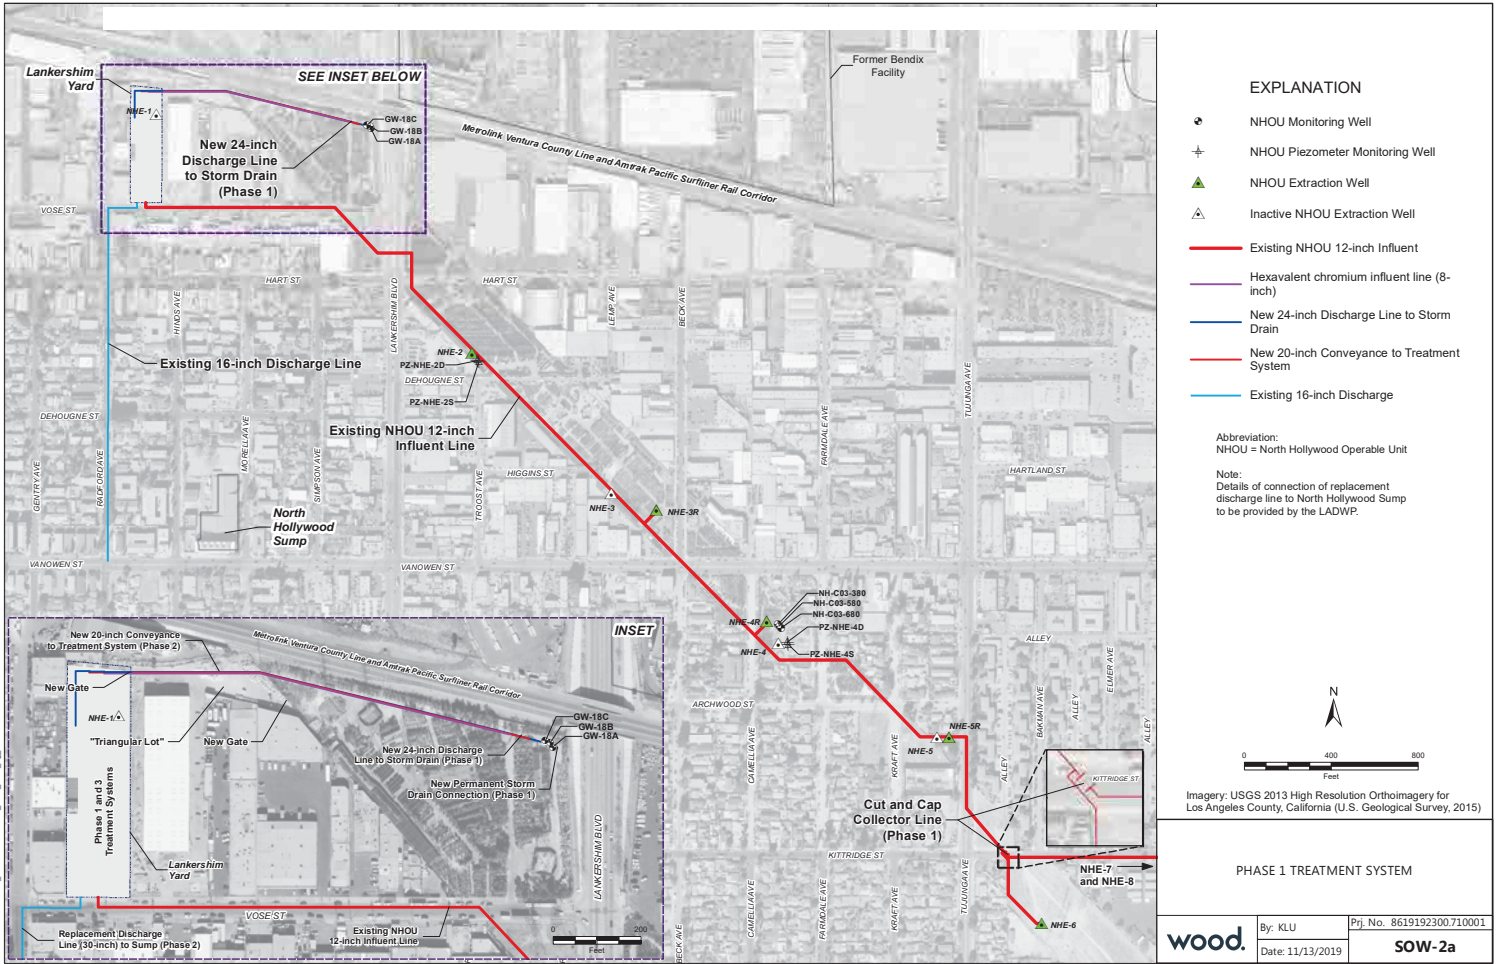 Lankershim
Yard
SEE INSET BELOW
NHE-1
GW-18C
GW-18B
GW-18A
New 24-inch
Discharge Line
to Storm Drain
(Phase 1)
Former Bendix
Facility
Metrolink Ventura County Line and Amtrak Pacific Surfliner Rail Corridor
VOSE ST
HART ST
HART ST
HINDS AVE
LANKERSHIM BLVD
LEMP AVE
BECK AVE
NHE-2
PZ-NHE-2D
DEHOUGNE ST
PZ-NHE-2S
Existing 16-inch Discharge Line
TUJUNGA AVE
DEHOUGNE ST
Existing NHOU 12-inch
Influent Line
MORELLA AVE
SIMPSON AVE
FARMDALE AVE
GENTRY AVE
RADFORD AVE
TROOST AVE
HIGGINS ST
HARTLAND ST
NHE-3
NHE-3R
North
Hollywood
Sump
VANOWEN ST
VANOWEN ST
NH-C03-380
NH-C03-580
NH-C03-680
NHE-4R
PZ-NHE-4D
NHE-4
PZ-NHE-4S
ALLEY
ELMER AVE
ARCHWOOD ST
BAKMAN AVE
ALLEY
ALLEY
NHE-5R
NHE-5
CAMELLIA AVE
KRAFT AVE
ALLEY
KITTRIDGE ST
Cut and Cap
Collector Line
(Phase 1)
KITTRIDGE ST
NHE-7
and NHE-8
TUJUNGA AVE
CAMELLIA AVE
FARMDALE AVE
KRAFT AVE
BECK AVE
NHE-6
INSET
New 20-inch Conveyance
to Treatment System (Phase 2)
Metrolink Ventura County Line and Amtrak Pacific Surfliner Rail Corridor
New Gate
NHE-1
"Triangular Lot"
New Gate
GW-18C
GW-18B
GW-18A
New 24-inch Discharge
Line to Storm Drain (Phase 1)
New Permanent Storm
Drain Connection (Phase 1)
Phase 1 and 3
Treatment Systems
Lankershim
Yard
LANKERSHIM BLVD
VOSE ST
Replacement Discharge
Line (30-inch) to Sump (Phase 2)
Existing NHOU
12-inch Influent Line
0 200
Feet
EXPLANATION
NHOU Monitoring Well
NHOU Piezometer Monitoring Well
NHOU Extraction Well
Inactive NHOU Extraction Well
Existing NHOU 12-inch Influent
Hexavalent chromium influent line (8-
inch)
New 24-inch Discharge Line to Storm
Drain
New 20-inch Conveyance to Treatment
System
Existing 16-inch Discharge
Abbreviation:
NHOU = North Hollywood Operable Unit
Note:
Details of connection of replacement
discharge line to North Hollywood Sump
to be provided by the LADWP.
N
0 400 800
Feet
Imagery: USGS 2013 High Resolution Orthoimagery for
Los Angeles County, California (U.S. Geological Survey, 2015)
PHASE 1 TREATMENT SYSTEM
wood.
By: KLU
Date: 11/13/2019
Prj. No. 8619192300.710001
SOW-2a